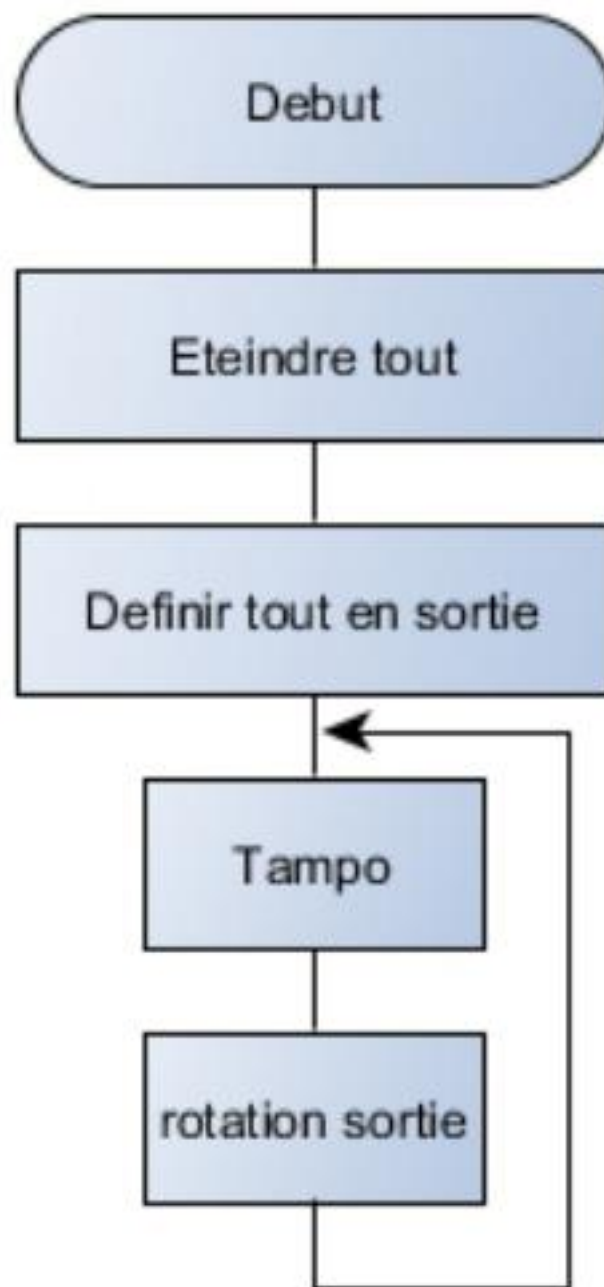 Debut
Eteindre tout
Definir tout en sortie
Tampo
rotation sortie